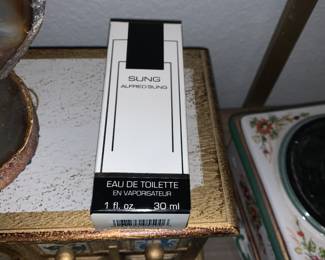 SUNG
ALFRED SUNG
EAU DE TOILETTE
EN VAPORISATEUR
1 fl. oz. 30 ml